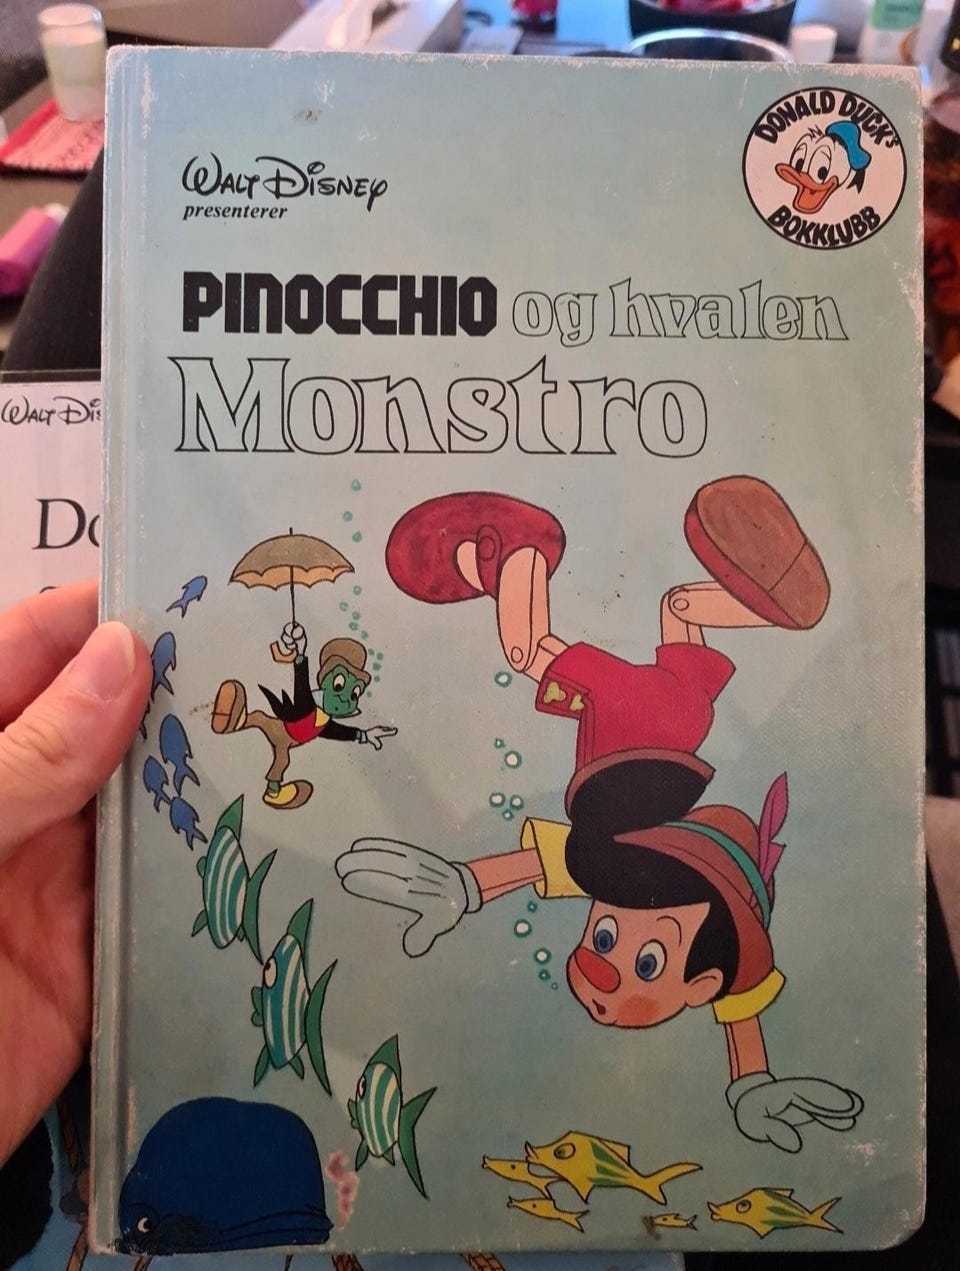 DONALD DUCK's
BOKKLUBB
WALT DISNEY
presenterer
PINOCCHIO og hvalen
Monstro
WALT DIS
Do